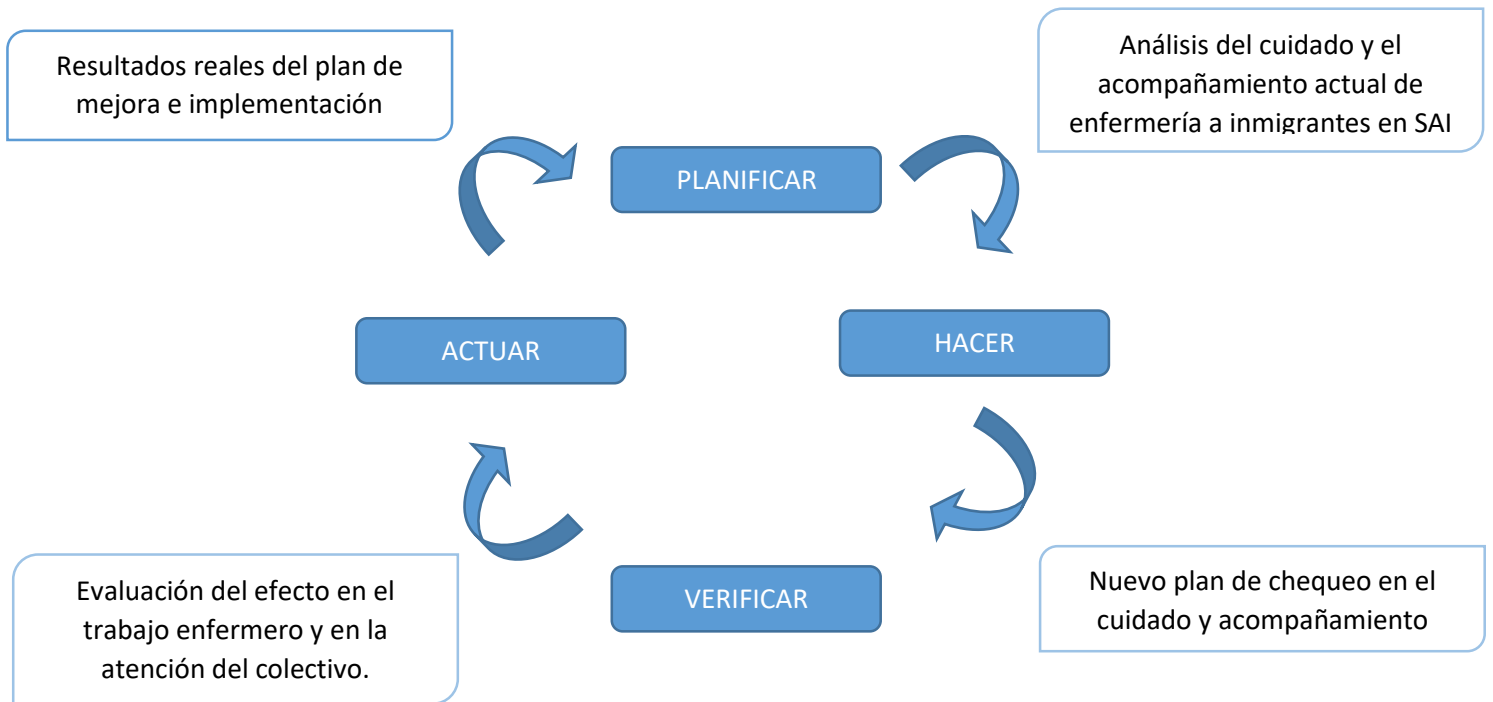 Resultados reales del plan de
mejora e implementación
Análisis del cuidado y el
acompañamiento actual de
enfermería a inmigrantes en SAI
PLANIFICAR
ACTUAR
HACER
VERIFICAR
Evaluación del efecto en el
trabajo enfermero y en la
atención del colectivo.
Nuevo plan de chequeo en el
cuidado y acompañamiento